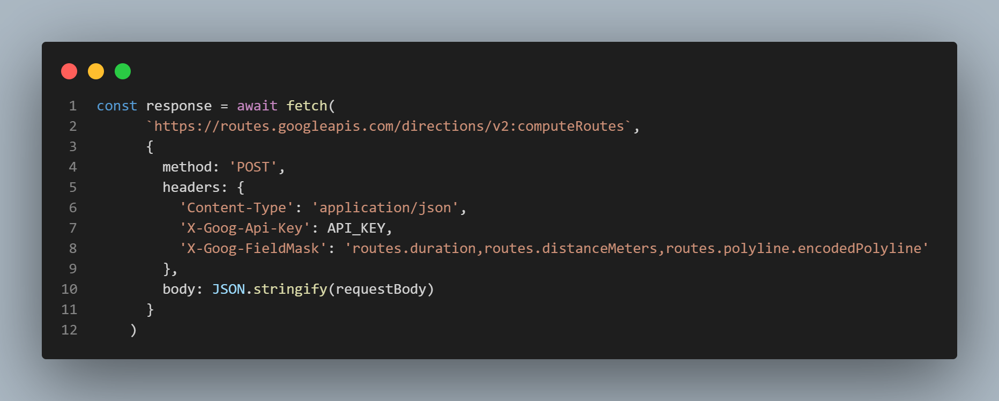 1 const response = await fetch(
2 `https://routes.googleapis.com/directions/v2:computeRoutes`,
3 {
4 method: 'POST',
5 headers: {
6 'Content-Type': 'application/json',
7 'X-Goog-Api-Key': API_KEY,
8 'X-Goog-FieldMask': 'routes.duration,routes.distanceMeters,routes.polyline.encodedPolyline'
9 },
10 body: JSON.stringify(requestBody)
11 }
12 )